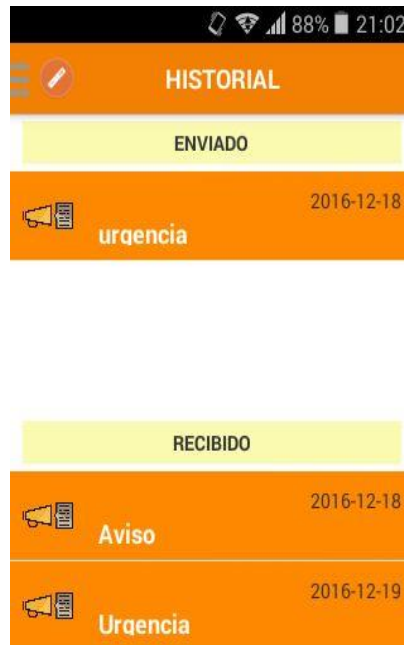 88% 21:02
HISTORIAL
ENVIADO
2016-12-18
urgencia
RECIBIDO
2016-12-18
Aviso
2016-12-19
Urgencia